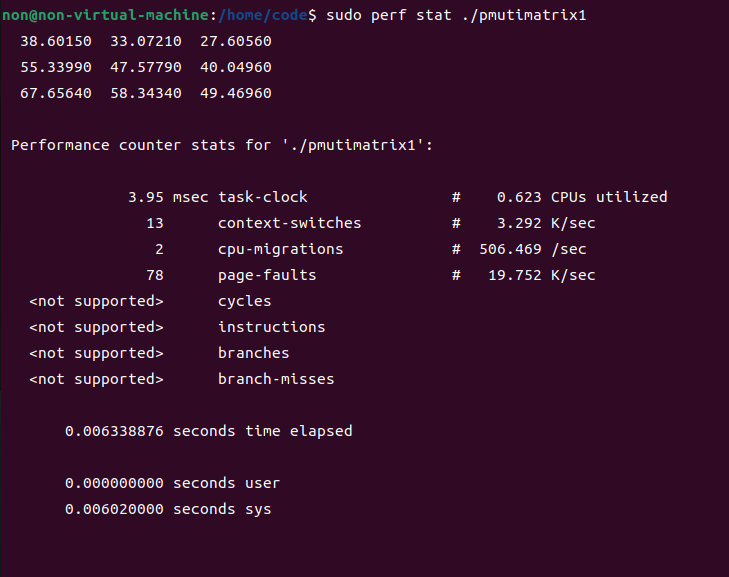 non@non-virtual-machine:/home/code$ sudo perf stat ./pmutimatrix1
38.60150 33.07210 27.60560
55.33990 47.57790 40.04960
67.65640 58.34340 49.46960
Performance counter stats for './pmutimatrix1':
3.95 msec task-clock # 0.623 CPUs utilized
13 context-switches # 3.292 K/sec
2 cpu-migrations # 506.469 /sec
78 page-faults # 19.752 K/sec
<not supported> cycles
<not supported> instructions
<not supported> branches
<not supported> branch-misses
0.006338876 seconds time elapsed
0.000000000 seconds user
0.006020000 seconds sys